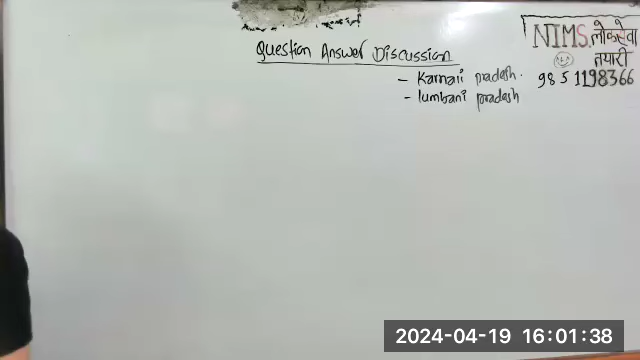 Question Answer Discussion
- Karnali pradesh.
- lumbani pradesh
NIMS, लोकसेवा
तयारी
9851198366
2024-04-19 16:01:38